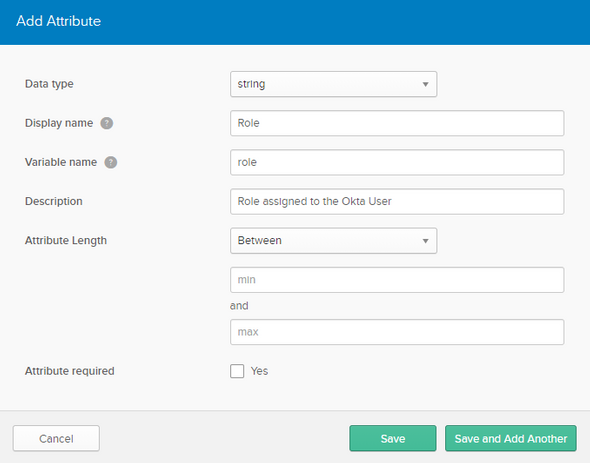 Add Attribute
Data type
string
Display name ?
Role
Variable name ?
role
Description
Role assigned to the Okta User
Attribute Length
Between
min
and
max
Attribute required
Yes
Cancel
Save
Save and Add Another